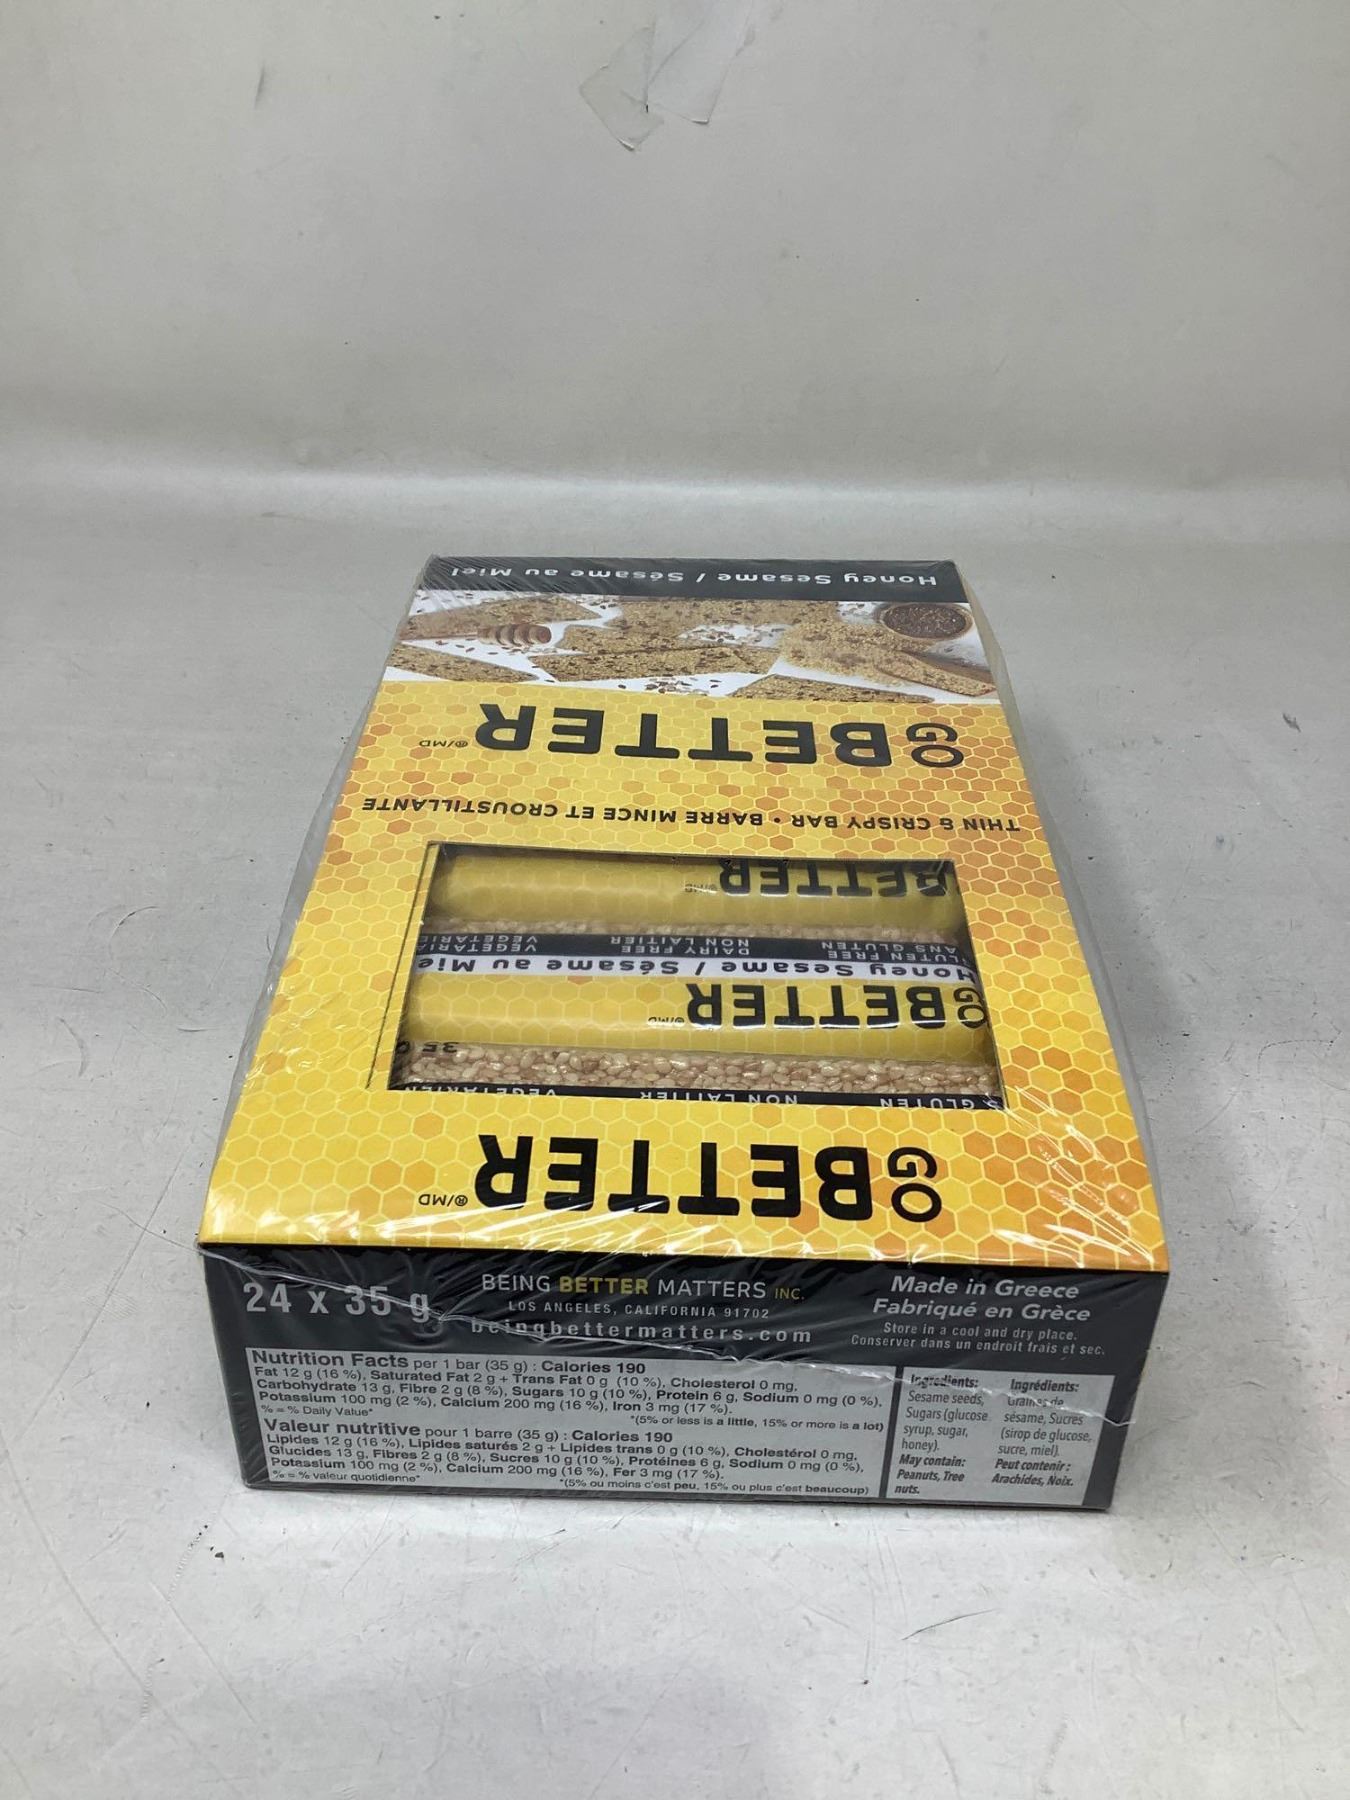 Honey Sesame / Sésame au Miel
GO BETTER ®/MD
THIN & CRISPY BAR • BARRE MINCE ET CROUSTILLANTE
BETTER ®/MD
ANS GLUTEN NON LAITIER
LUTEN FREE DAIRY FREE
Honey Sesame / Sésame au Mie
GO BETTER ®/MD
35 g
S GLUTEN NON LAITIER VEGETARIEN
GO BETTER ®/MD
24 x 35 g
BEING BETTER MATTERS INC.
LOS ANGELES, CALIFORNIA 91702
beingbettermatters.com
Made in Greece
Fabriqué en Grèce
Store in a cool and dry place.
Conserver dans un endroit frais et sec.
Nutrition Facts per 1 bar (35 g) : Calories 190
Fat 12 g (16 %), Saturated Fat 2 g + Trans Fat 0 g (10 %), Cholesterol 0 mg,
Carbohydrate 13 g, Fibre 2 g (8 %), Sugars 10 g (10 %), Protein 6 g, Sodium 0 mg (0 %),
Potassium 100 mg (2 %), Calcium 200 mg (16 %), Iron 3 mg (17 %).
% = % Daily Value* *(5% or less is a little, 15% or more is a lot)
Valeur nutritive pour 1 barre (35 g) : Calories 190
Lipides 12 g (16 %), Lipides saturés 2 g + Lipides trans 0 g (10 %), Cholestérol 0 mg,
Glucides 13 g, Fibres 2 g (8 %), Sucres 10 g (10 %), Protéines 6 g, Sodium 0 mg (0 %),
Potassium 100 mg (2 %), Calcium 200 mg (16 %), Fer 3 mg (17 %).
% = % valeur quotidienne*
*(5% ou moins c'est peu, 15% ou plus c'est beaucoup)
Ingredients:
Sesame seeds,
Sugars (glucose
syrup, sugar,
honey).
May contain:
Peanuts, Tree
nuts.
Ingrédients:
Graines de
sésame, Sucres
(sirop de glucose,
sucre, miel).
Peut contenir :
Arachides, Noix.